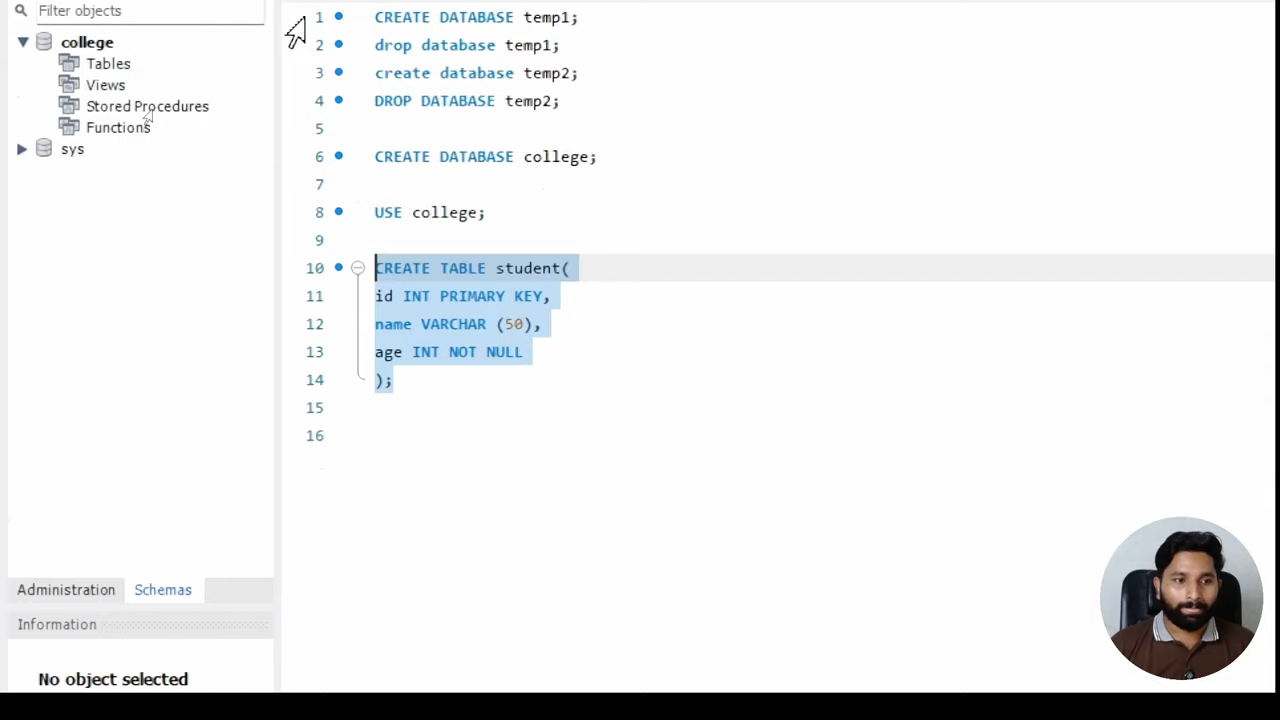 Filter objects
college
Tables
Views
Stored Procedures
Functions
sys
Administration Schemas
Information
No object selected
1 CREATE DATABASE temp1;
2 drop database temp1;
3 create database temp2;
4 DROP DATABASE temp2;
5
6 CREATE DATABASE college;
7
8 USE college;
9
10 CREATE TABLE student(
11 id INT PRIMARY KEY,
12 name VARCHAR (50),
13 age INT NOT NULL
14 );
15
16